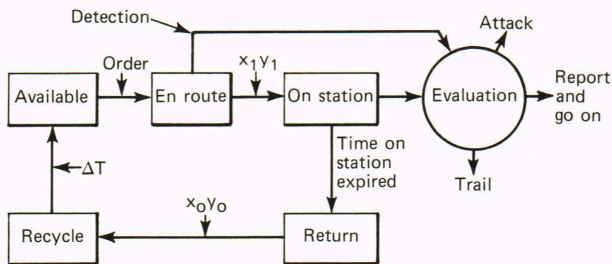 Detection
Attack
Order
x₁y₁
Available
En route
On station
Evaluation
Report
and
go on
Time on
station
expired
Trail
ΔT
x₀y₀
Recycle
Return